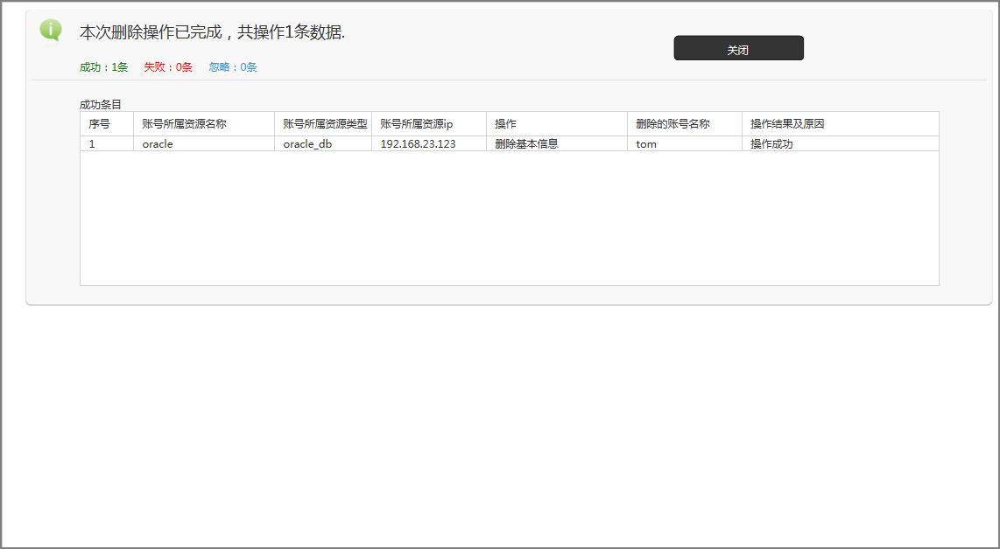 本次删除操作已完成，共操作1条数据.
关闭
成功：1条 失败：0条 忽略：0条
成功条目
序号 账号所属资源名称 账号所属资源类型 账号所属资源ip 操作 删除的账号名称 操作结果及原因
1 oracle oracle_db 192.168.23.123 删除基本信息 tom 操作成功